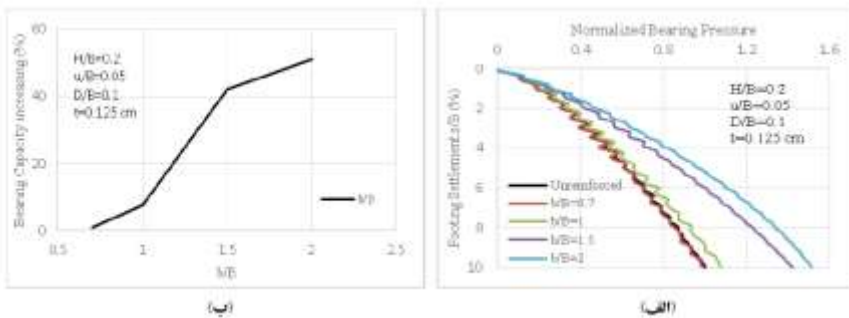 60
40
20
0
Bearing Capacity increasing (%)
H/B=0.2
u/B=0.05
D/B=0.1
t=0.125 cm
b/B
0.5 1 1.5 2 2.5
b/B
(ب)
Normalized Bearing Pressure
0 0.4 0.8 1.2 1.6
0
2
4
6
8
10
Footing Settlement s/B (%)
H/B=0.2
u/B=0.05
D/B=0.1
t=0.125 cm
Unreinforced
b/B=0.7
b/B=1
b/B=1.5
b/B=2
(الف)